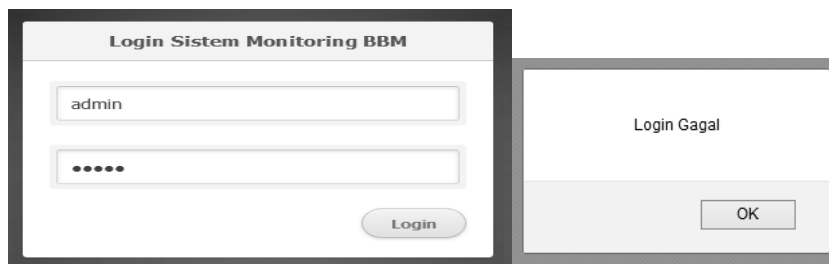 Login Sistem Monitoring BBM
admin
•••••
Login
Login Gagal
OK